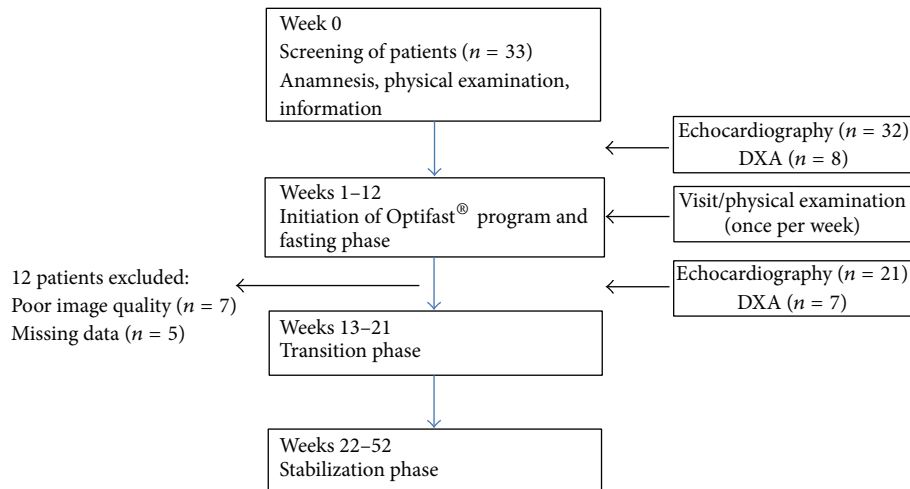 Week 0
Screening of patients (n = 33)
Anamnesis, physical examination,
information
Echocardiography (n = 32)
DXA (n = 8)
Weeks 1–12
Initiation of Optifast® program and
fasting phase
Visit/physical examination
(once per week)
12 patients excluded:
Poor image quality (n = 7)
Missing data (n = 5)
Echocardiography (n = 21)
DXA (n = 7)
Weeks 13–21
Transition phase
Weeks 22–52
Stabilization phase